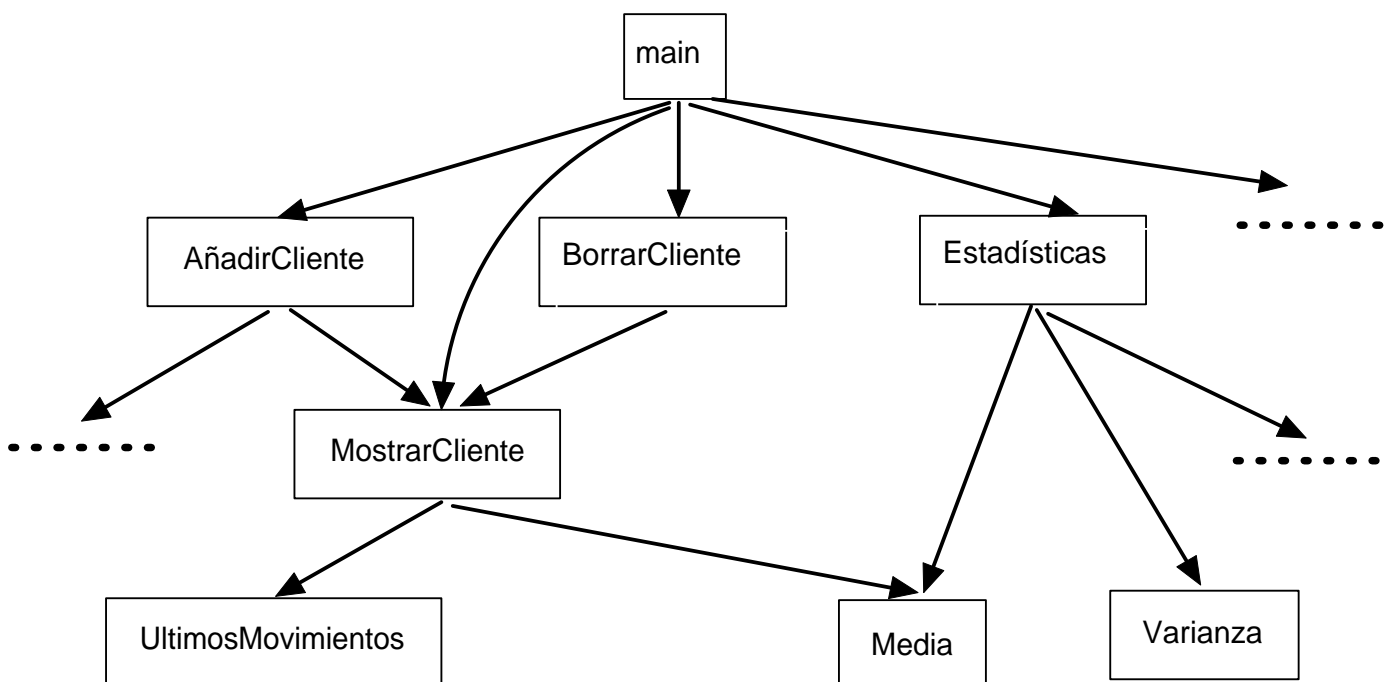 main
AñadirCliente
BorrarCliente
Estadísticas
MostrarCliente
UltimosMovimientos
Media
Varianza